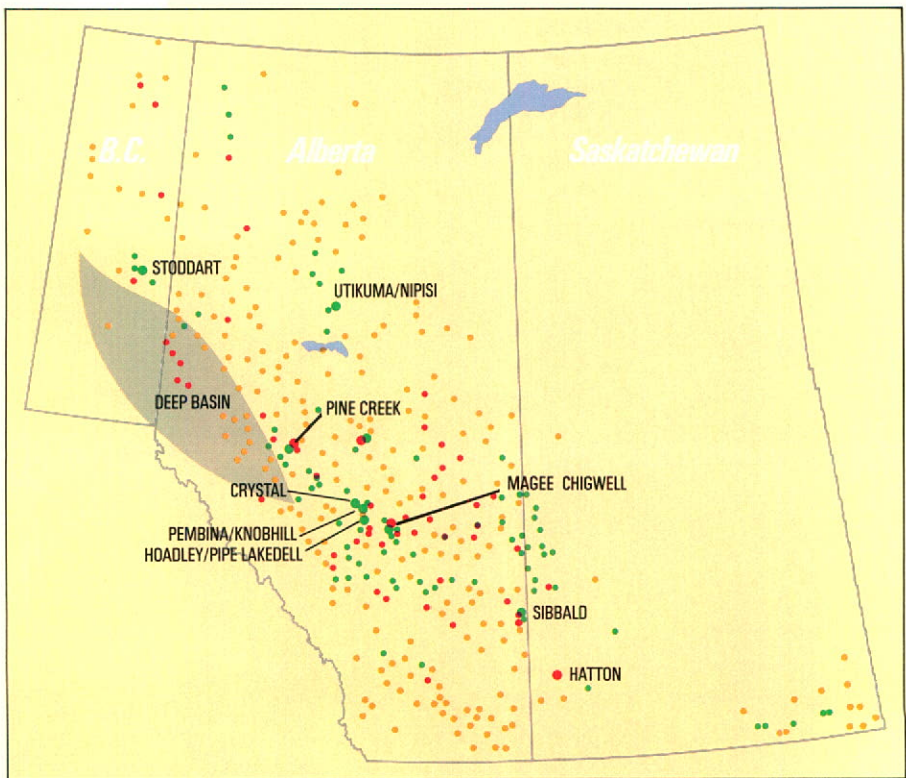 B.C.
Alberta
Saskatchewan
STODDART
UTIKUMA/NIPISI
DEEP BASIN
PINE CREEK
CRYSTAL
MAGEE CHIGWELL
PEMBINA/KNOBHILL
HOADLEY/PIPE LAKEDELL
SIBBALD
HATTON